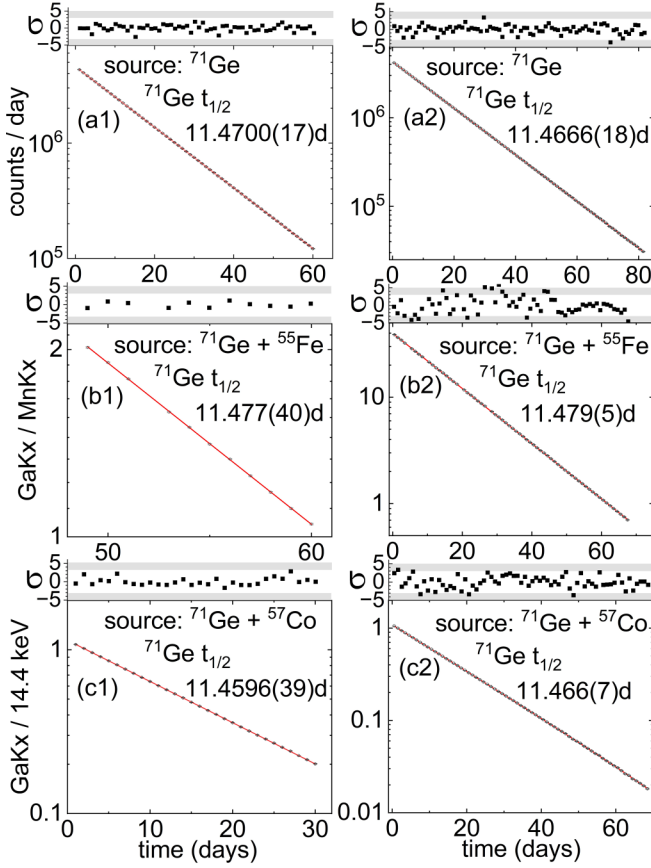 5
0
−5
σ
source: ⁷¹Ge
⁷¹Ge t₁/₂
11.4700(17)d
(a1)
10⁶
10⁵
counts / day
0 20 40 60
5
0
−5
σ
source: ⁷¹Ge
⁷¹Ge t₁/₂
11.4666(18)d
(a2)
10⁶
10⁵
0 20 40 60 80
5
0
−5
σ
source: ⁷¹Ge + ⁵⁵Fe
⁷¹Ge t₁/₂
11.477(40)d
(b1)
2
1
GaKx / MnKx
50 60
5
0
−5
σ
source: ⁷¹Ge + ⁵⁵Fe
⁷¹Ge t₁/₂
11.479(5)d
(b2)
10
1
0 20 40 60
5
0
−5
σ
source: ⁷¹Ge + ⁵⁷Co
⁷¹Ge t₁/₂
11.4596(39)d
(c1)
1
0.1
GaKx / 14.4 keV
0 10 20 30
time (days)
5
0
−5
σ
source: ⁷¹Ge + ⁵⁷Co
⁷¹Ge t₁/₂
11.466(7)d
(c2)
1
0.1
0.01
0 20 40 60
time (days)